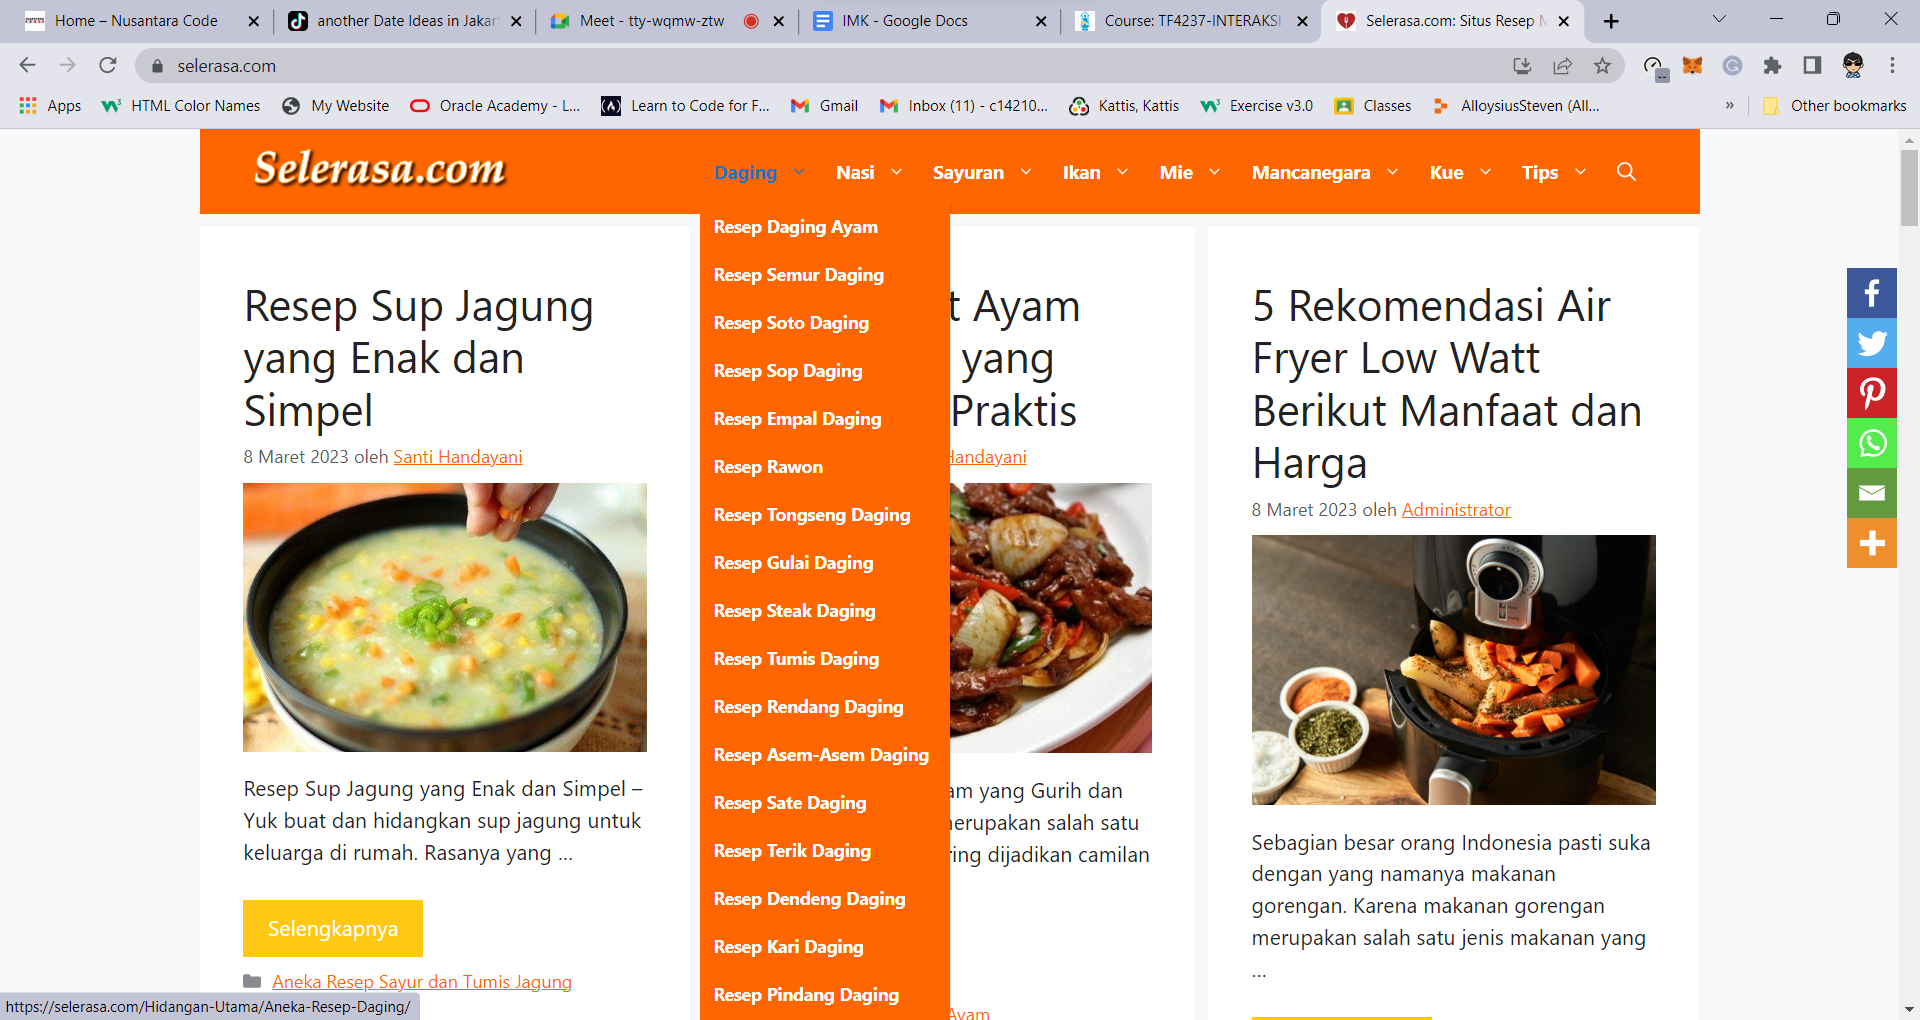 Home – Nusantara Code
another Date Ideas in Jakar
Meet - tty-wqmw-ztw
IMK - Google Docs
Course: TF4237-INTERAKSI
Selerasa.com: Situs Resep M
selerasa.com
Apps
HTML Color Names
My Website
Oracle Academy - L...
Learn to Code for F...
Gmail
Inbox (11) - c14210...
Kattis, Kattis
Exercise v3.0
Classes
AlloysiusSteven (All...
»
Other bookmarks
Selerasa.com
Daging
Nasi
Sayuran
Ikan
Mie
Mancanegara
Kue
Tips
Resep Daging Ayam
Resep Semur Daging
Resep Soto Daging
Resep Sop Daging
Resep Empal Daging
Resep Rawon
Resep Tongseng Daging
Resep Gulai Daging
Resep Steak Daging
Resep Tumis Daging
Resep Rendang Daging
Resep Asem-Asem Daging
Resep Sate Daging
Resep Terik Daging
Resep Dendeng Daging
Resep Kari Daging
Resep Pindang Daging
Resep Sup Jagung
yang Enak dan
Simpel
8 Maret 2023 oleh Santi Handayani
Resep Sup Jagung yang Enak dan Simpel –
Yuk buat dan hidangkan sup jagung untuk
keluarga di rumah. Rasanya yang ...
Selengkapnya
Aneka Resep Sayur dan Tumis Jagung
t Ayam
yang
Praktis
Handayani
am yang Gurih dan
nerupakan salah satu
ring dijadikan camilan
Ayam
5 Rekomendasi Air
Fryer Low Watt
Berikut Manfaat dan
Harga
8 Maret 2023 oleh Administrator
Sebagian besar orang Indonesia pasti suka
dengan yang namanya makanan
gorengan. Karena makanan gorengan
merupakan salah satu jenis makanan yang
...
https://selerasa.com/Hidangan-Utama/Aneka-Resep-Daging/